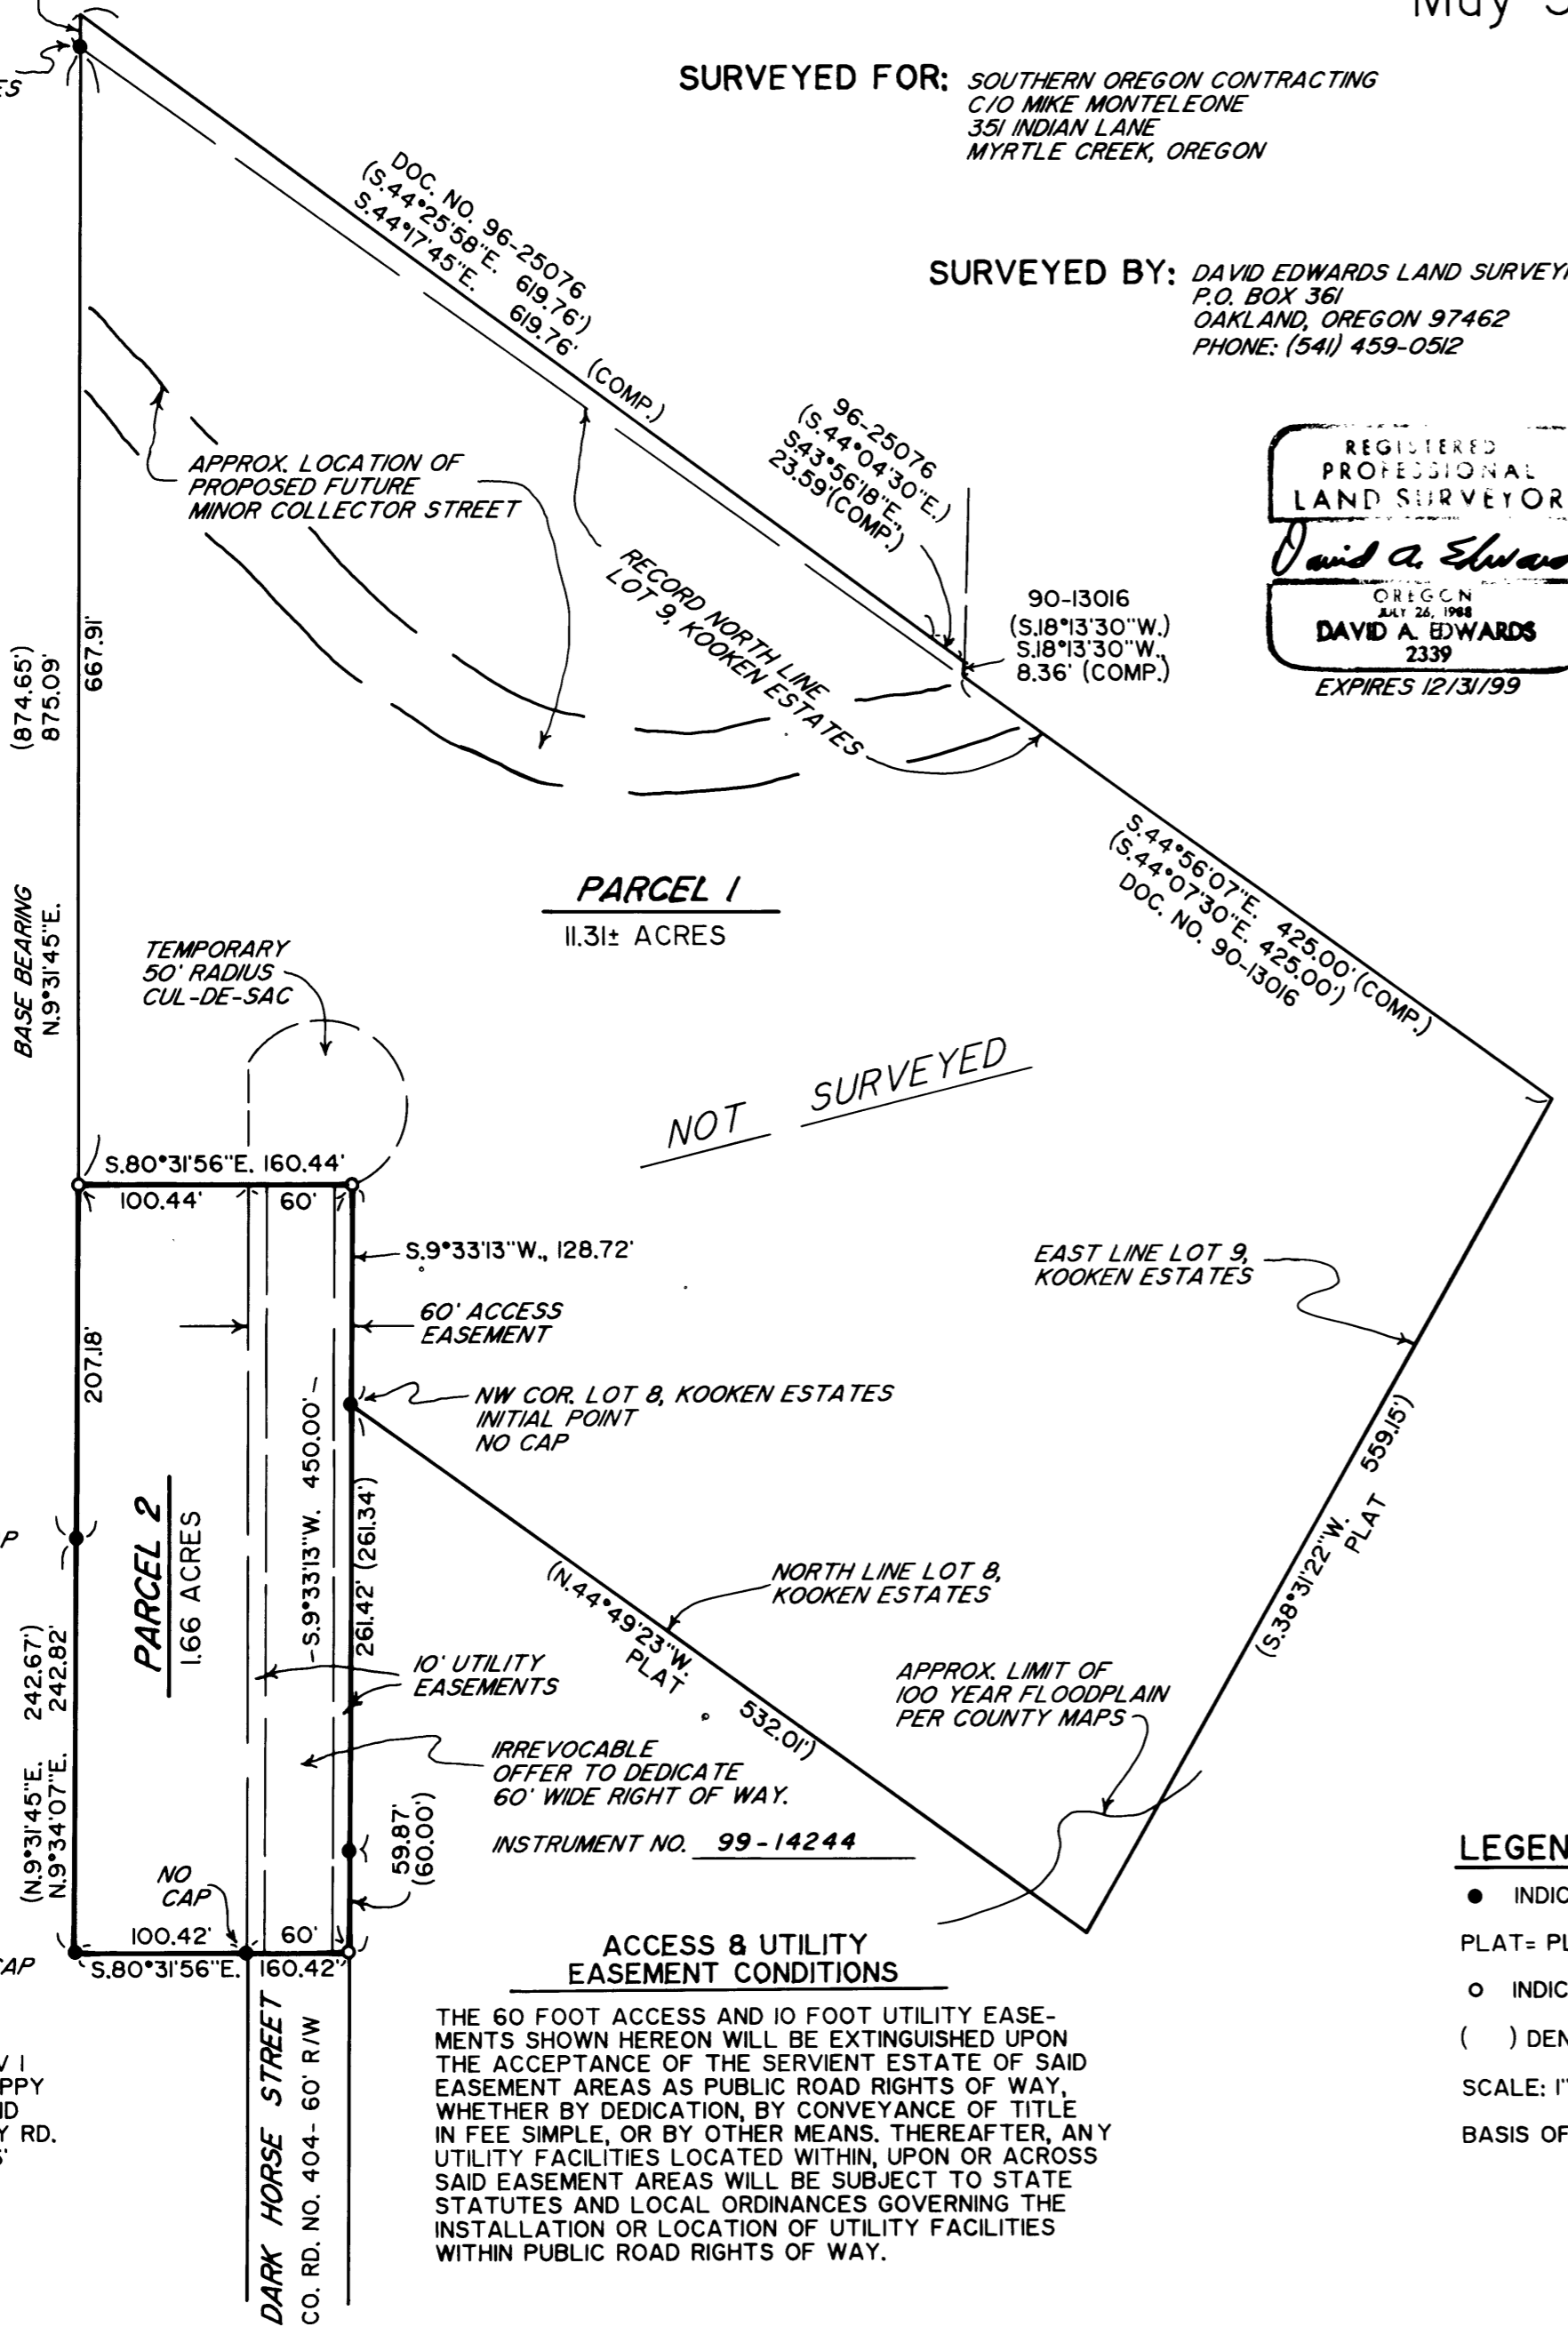 May
SURVEYED FOR:
SOUTHERN OREGON CONTRACTING
C/O MIKE MONTELEONE
351 INDIAN LANE
MYRTLE CREEK, OREGON
SURVEYED BY:
DAVID EDWARDS LAND
P.O. BOX 361
OAKLAND, OREGON 97462
PHONE: (541) 459-0512
REGISTERED
PROFESSIONAL
LAND SURVEYOR
David A.
OREGON
JULY 26, 1988
DAVID A. EDWARDS
2339
EXPIRES 12/31/99
DOC. NO. 96-25076
(S.44°25'58"E. 619.76')
S.44°17'45"E. 619.76' (COMP.)
96-25076
(S.44°04'30"E.)
S.43°56'18"E.,
23.59'(COMP.)
90-13016
(S.18°13'30"W.)
S.18°13'30"W.,
8.36' (COMP.)
APPROX. LOCATION OF
PROPOSED FUTURE
MINOR COLLECTOR STREET
RECORD NORTH LINE
LOT 9, KOOKEN ESTATES
(874.65')
875.09'
667.91'
BASE BEARING
N.9°31'45"E.
S.44°56'07"E. 425.00' (COMP.)
(S.44°07'30"E. 425.00')
DOC. NO. 90-13016
PARCEL 1
11.31± ACRES
TEMPORARY
50' RADIUS
CUL-DE-SAC
NOT SURVEYED
S.80°31'56"E. 160.44'
100.44' 60'
S.9°33'13"W., 128.72'
60' ACCESS
EASEMENT
EAST LINE LOT 9,
KOOKEN ESTATES
207.18'
NW COR. LOT 8, KOOKEN ESTATES
INITIAL POINT
NO CAP
S.9°33'13"W. 450.00'
261.42' (261.34')
PARCEL 2
1.66 ACRES
(N.44°49'23"W. 532.01')
PLAT
NORTH LINE LOT 8,
KOOKEN ESTATES
(S.38°31'22"W. 559.15')
PLAT
10' UTILITY
EASEMENTS
APPROX. LIMIT OF
100 YEAR FLOODPLAIN
PER COUNTY MAPS
IRREVOCABLE
OFFER TO DEDICATE
60' WIDE RIGHT OF WAY.
INSTRUMENT NO. 99-14244
(N.9°31'45"E. 242.67')
N.9°34'07"E. 242.82'
59.87'
(60.00')
NO
CAP
100.42' 60'
S.80°31'56"E. 160.42'
DARK HORSE STREET
CO. RD. NO. 404- 60' R/W
ACCESS & UTILITY
EASEMENT CONDITIONS
THE 60 FOOT ACCESS AND 10 FOOT UTILITY EASE-
MENTS SHOWN HEREON WILL BE EXTINGUISHED UPON
THE ACCEPTANCE OF THE SERVIENT ESTATE OF SAID
EASEMENT AREAS AS PUBLIC ROAD RIGHTS OF WAY,
WHETHER BY DEDICATION, BY CONVEYANCE OF TITLE
IN FEE SIMPLE, OR BY OTHER MEANS. THEREAFTER, ANY
UTILITY FACILITIES LOCATED WITHIN, UPON OR ACROSS
SAID EASEMENT AREAS WILL BE SUBJECT TO STATE
STATUTES AND LOCAL ORDINANCES GOVERNING THE
INSTALLATION OR LOCATION OF UTILITY FACILITIES
WITHIN PUBLIC ROAD RIGHTS OF WAY.
PLAT=
( )
SCALE: 1"
BASIS OF
RD.